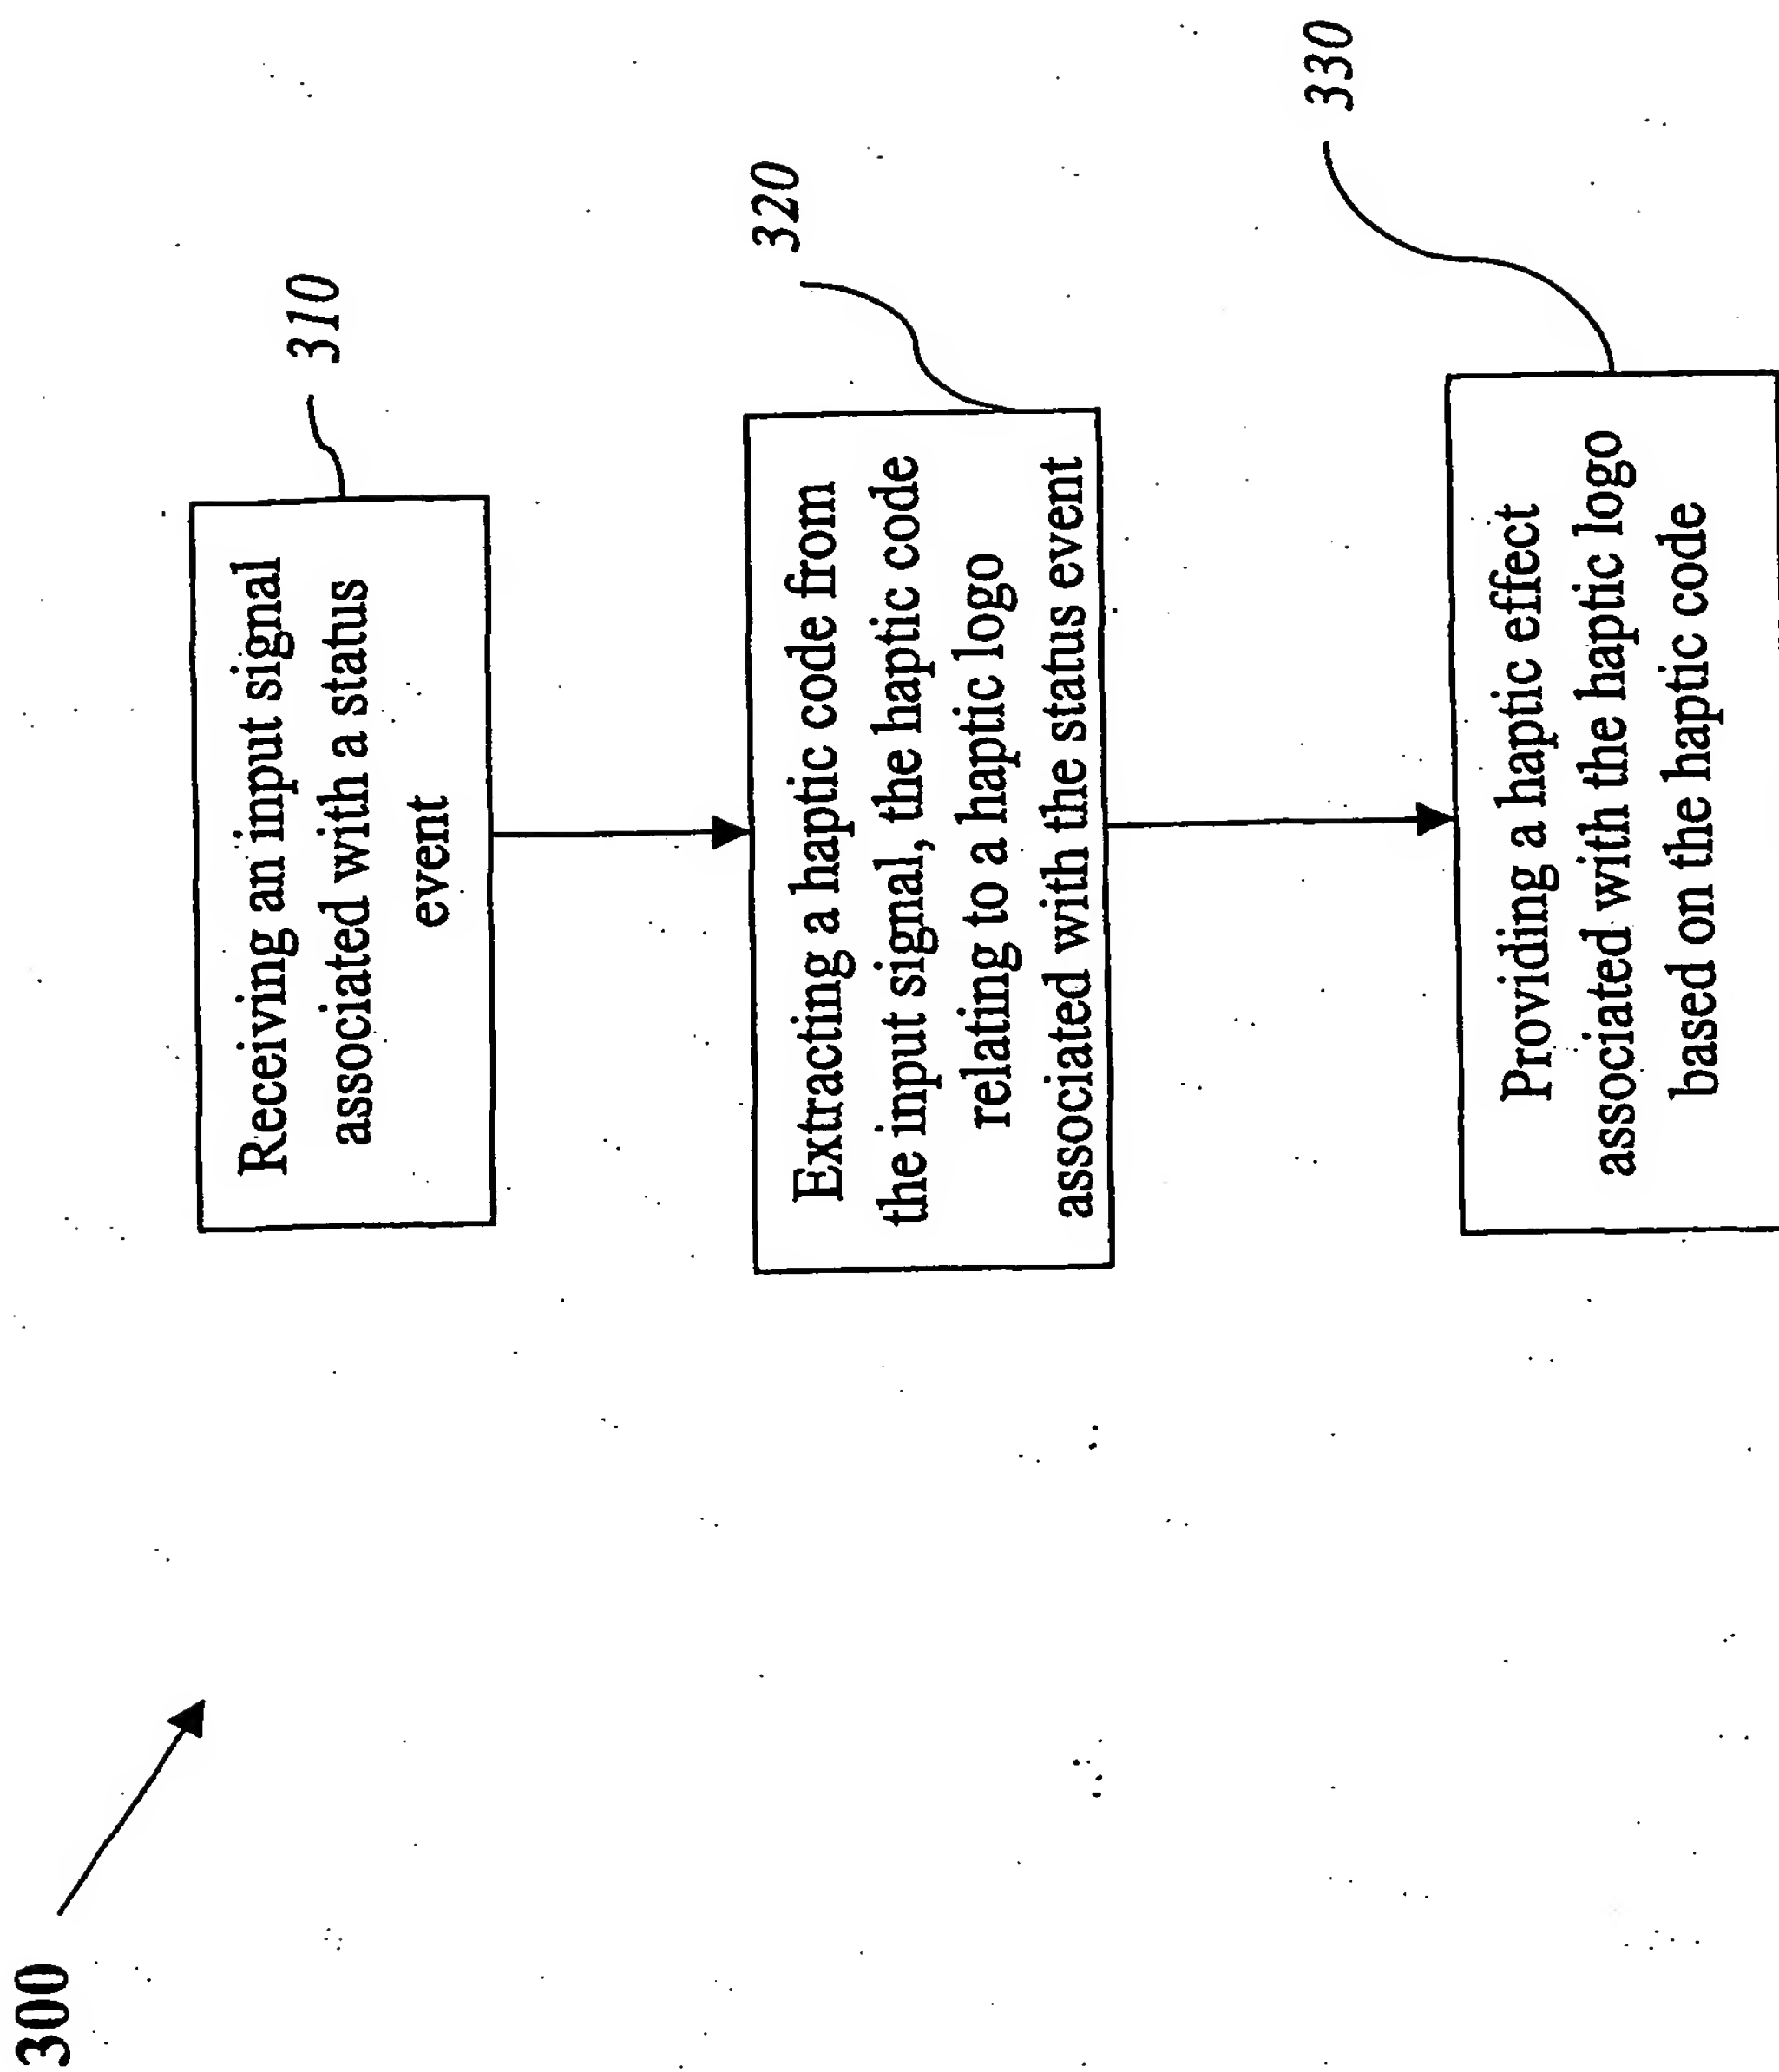 300
Receiving an input signal
associated with a status
event
310
Extracting a haptic code from
the input signal, the haptic code
relating to a haptic logo
associated with the status event
320
Providing a haptic effect
associated with the haptic logo
based on the haptic code
330